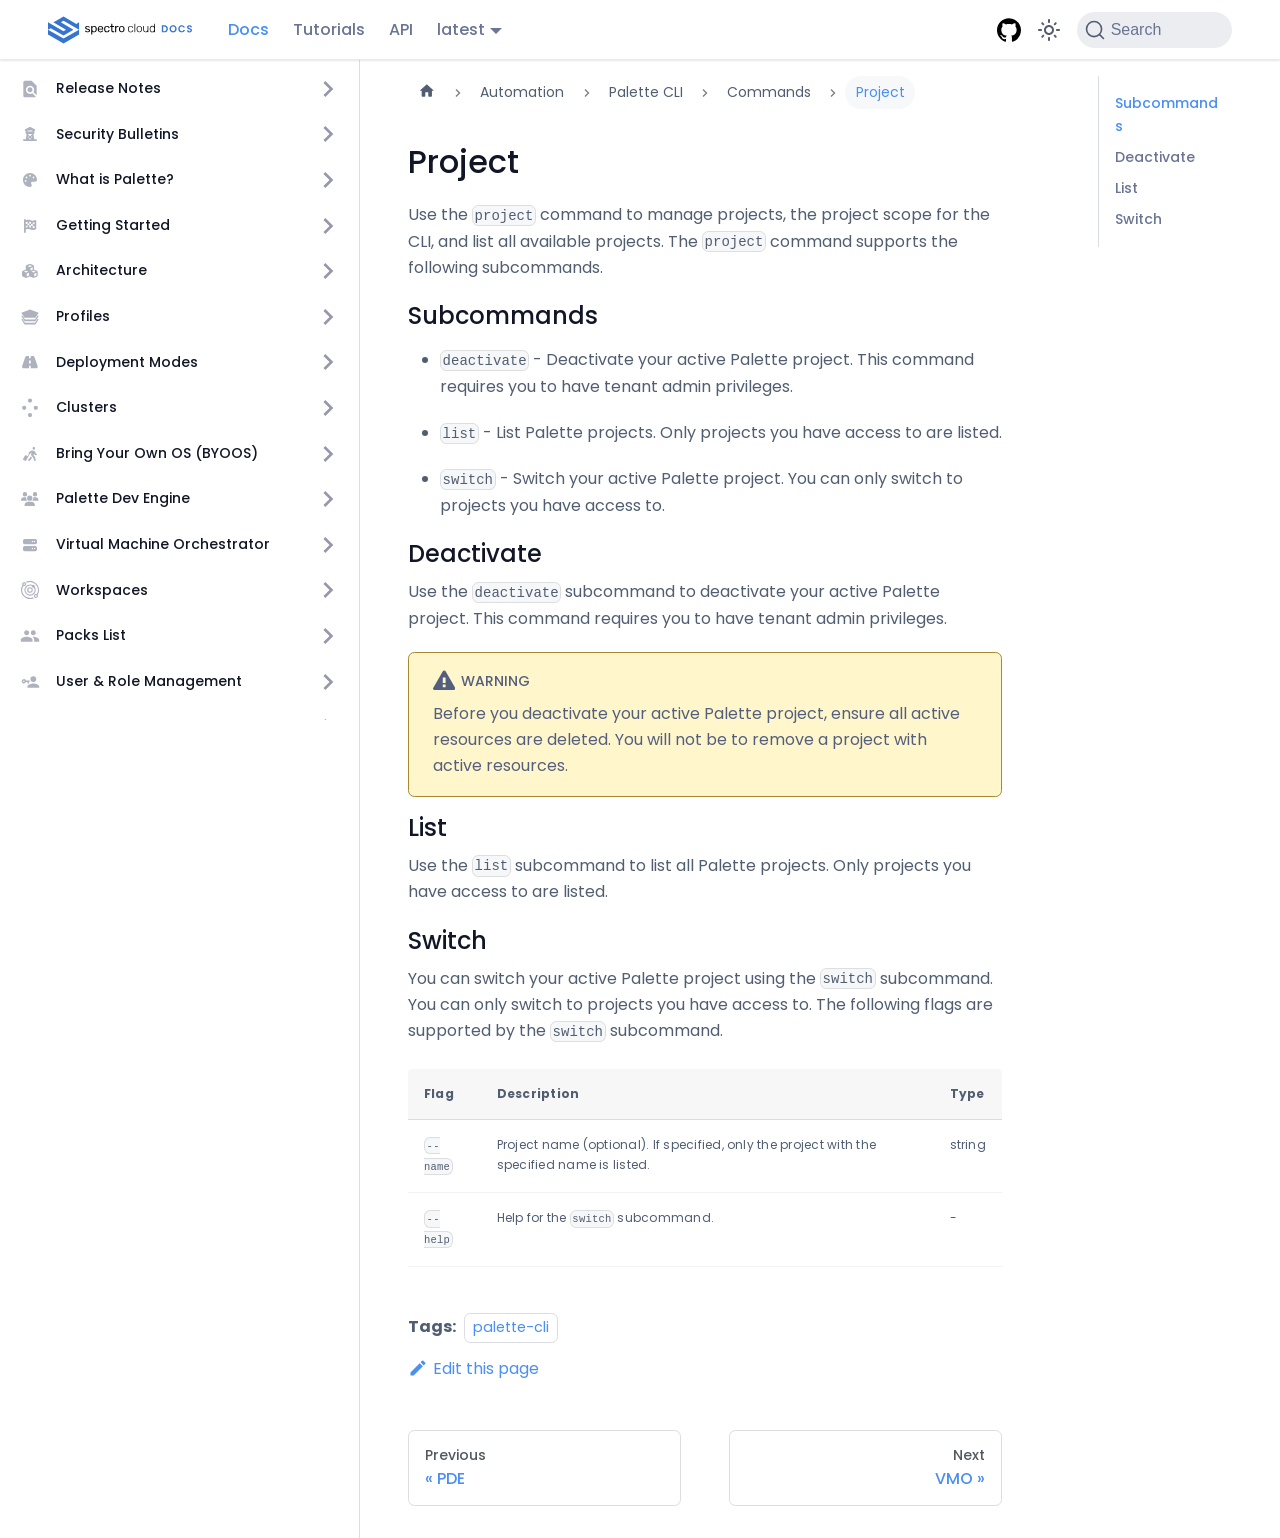 spectro cloud DOCS
Docs
Tutorials
API
latest
Search
Release Notes
Security Bulletins
What is Palette?
Getting Started
Architecture
Profiles
Deployment Modes
Clusters
Bring Your Own OS (BYOOS)
Palette Dev Engine
Virtual Machine Orchestrator
Workspaces
Packs List
User & Role Management
Automation
Palette CLI
Commands
Project
Project
Use the project command to manage projects, the project scope for the
CLI, and list all available projects. The project command supports the
following subcommands.
Subcommands
deactivate - Deactivate your active Palette project. This command
requires you to have tenant admin privileges.
list - List Palette projects. Only projects you have access to are listed.
switch - Switch your active Palette project. You can only switch to
projects you have access to.
Deactivate
Use the deactivate subcommand to deactivate your active Palette
project. This command requires you to have tenant admin privileges.
WARNING
Before you deactivate your active Palette project, ensure all active
resources are deleted. You will not be to remove a project with
active resources.
List
Use the list subcommand to list all Palette projects. Only projects you
have access to are listed.
Switch
You can switch your active Palette project using the switch subcommand.
You can only switch to projects you have access to. The following flags are
supported by the switch subcommand.
Flag Description Type
--
name
Project name (optional). If specified, only the project with the
specified name is listed.
string
--
help
Help for the switch subcommand.
-
Tags: palette-cli
Edit this page
Previous
« PDE
Next
VMO »
Subcommand
s
Deactivate
List
Switch